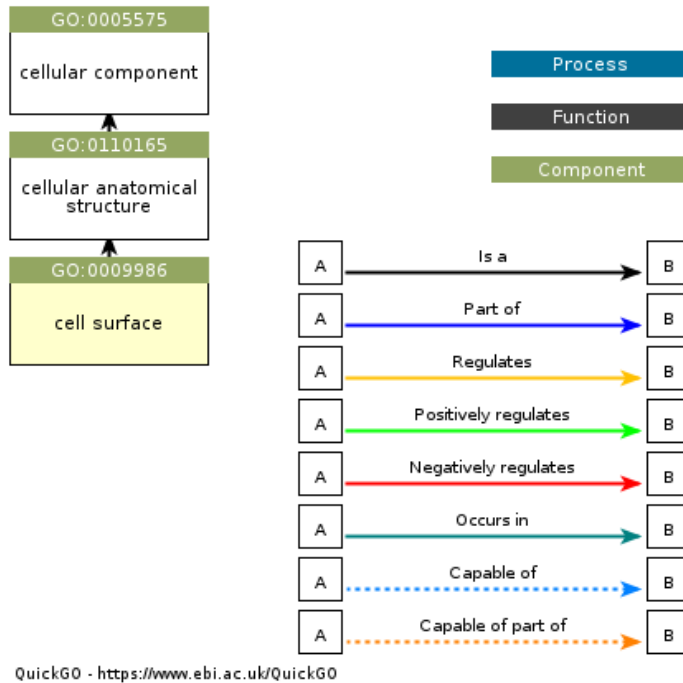 GO:0005575
cellular component
GO:0110165
cellular anatomical
structure
GO:0009986
cell surface
Process
Function
Component
A Is a B
A Part of B
A Regulates B
A Positively regulates B
A Negatively regulates B
A Occurs in B
A Capable of B
A Capable of part of B
QuickGO - https://www.ebi.ac.uk/QuickGO